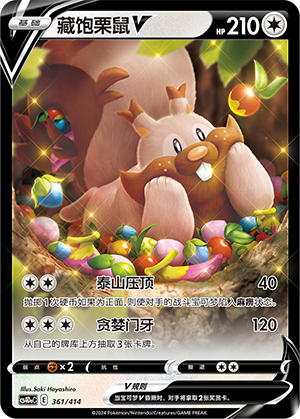 基础 藏饱栗鼠V HP210
泰山压顶 40
抛掷1次硬币如果为正面,则使对手的战斗宝可梦陷入麻痹状态。
贪婪门牙 120
从自己的牌库上方抽取3张卡牌。
弱点 ×2 抗性 撤退
V规则
当宝可梦V昏厥时,对手将拿取2张奖赏卡。
Illus.Saki Hayashiro
E 361/414
©2024 Pokémon/Nintendo/Creatures/GAME FREAK.